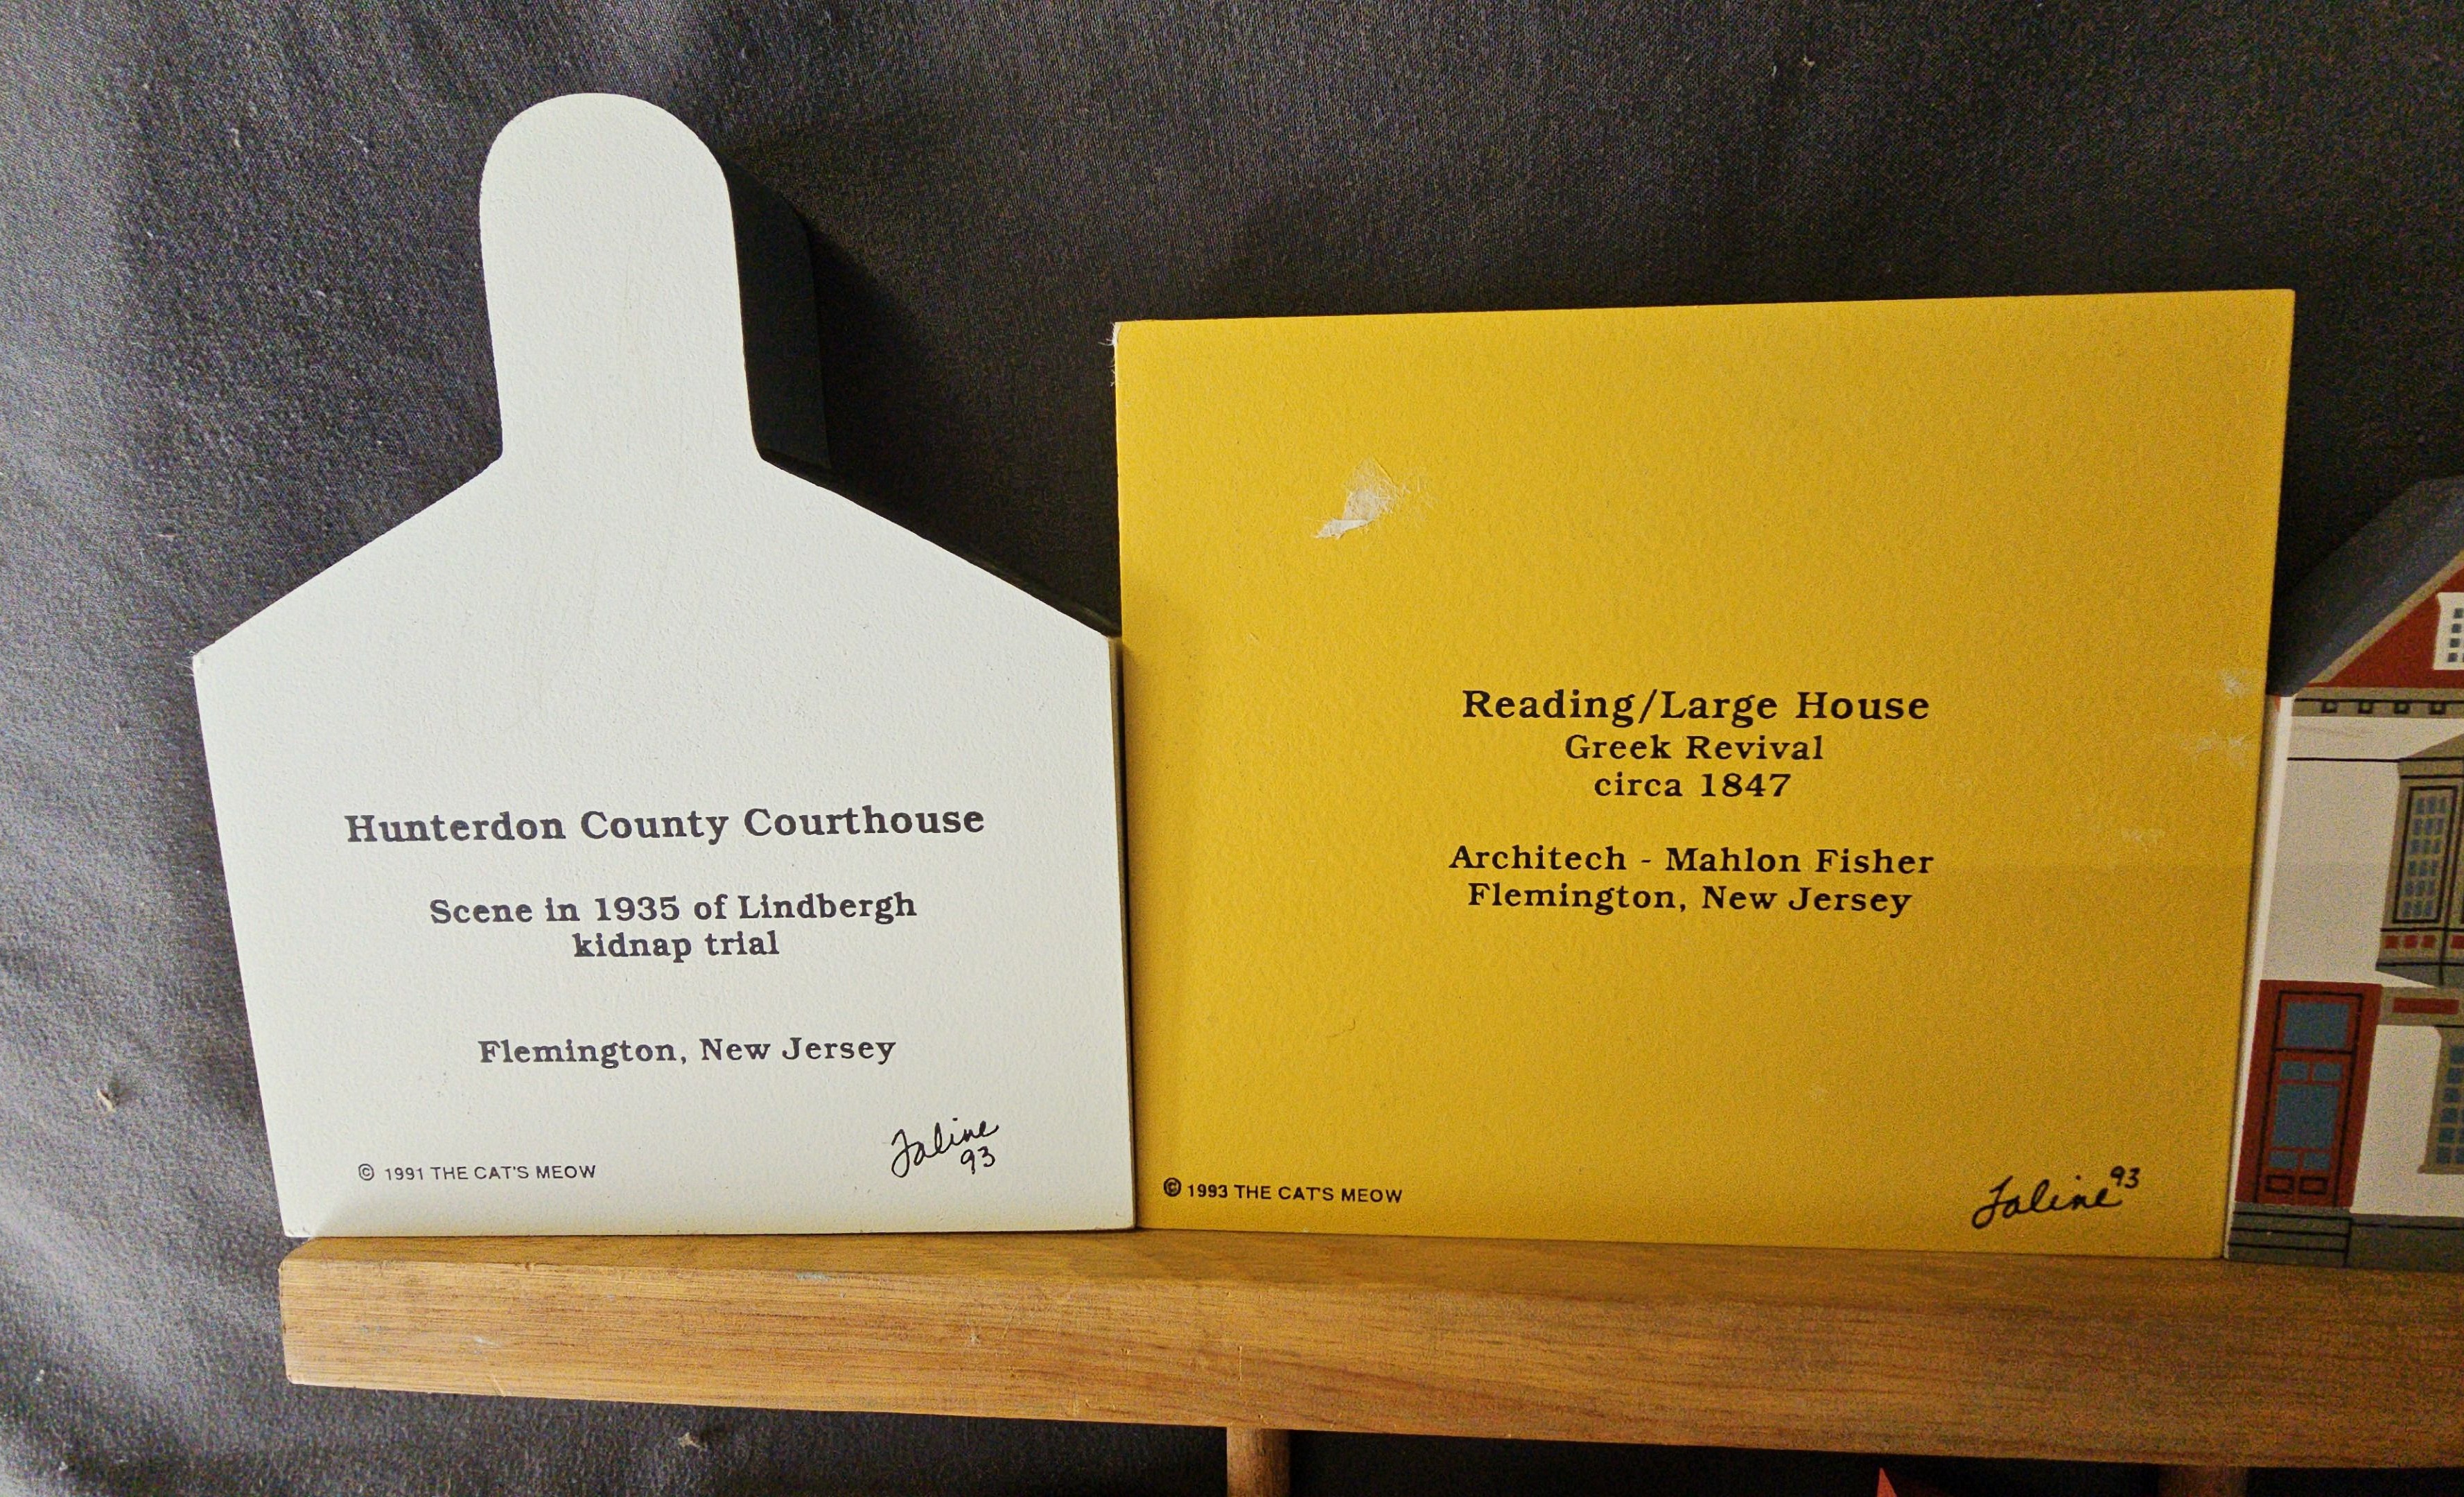 Hunterdon County Courthouse
Scene in 1935 of Lindbergh
kidnap trial
Flemington, New Jersey
Faline
93
© 1991 THE CAT'S MEOW
Reading/Large House
Greek Revival
circa 1847
Architech - Mahlon Fisher
Flemington, New Jersey
© 1993 THE CAT'S MEOW
Faline 93